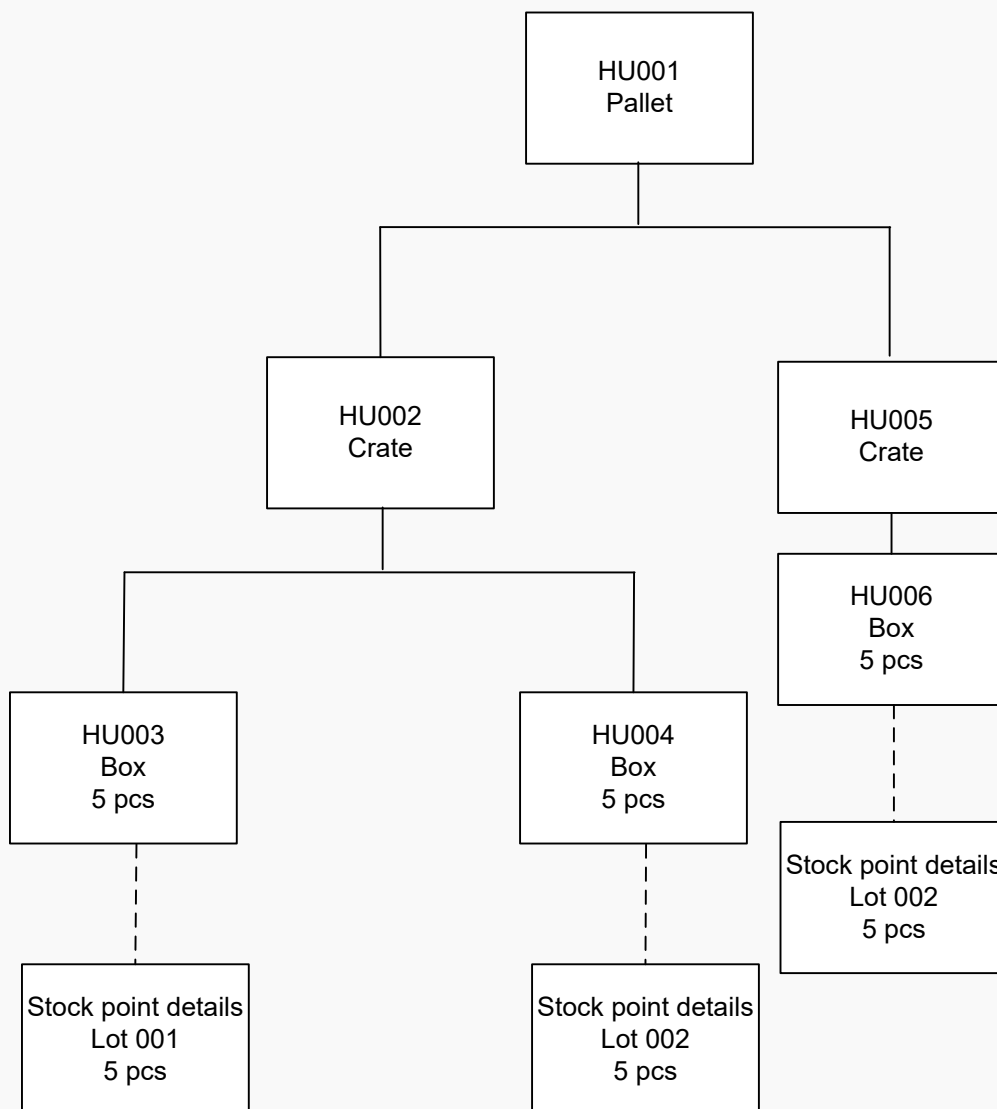 HU001
Pallet
HU002
Crate
HU005
Crate
HU006
Box
5 pcs
HU003
Box
5 pcs
HU004
Box
5 pcs
Stock point details
Lot 002
5 pcs
Stock point details
Lot 001
5 pcs
Stock point details
Lot 002
5 pcs